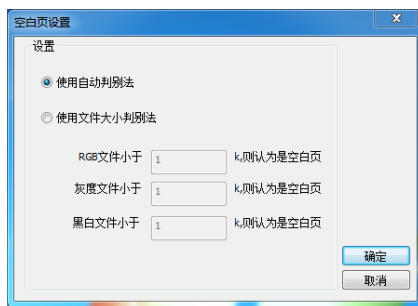 空白页设置
设置
使用自动判别法
使用文件大小判别法
RGB文件小于 1 k,则认为是空白页
灰度文件小于 1 k,则认为是空白页
黑白文件小于 1 k,则认为是空白页
确定
取消